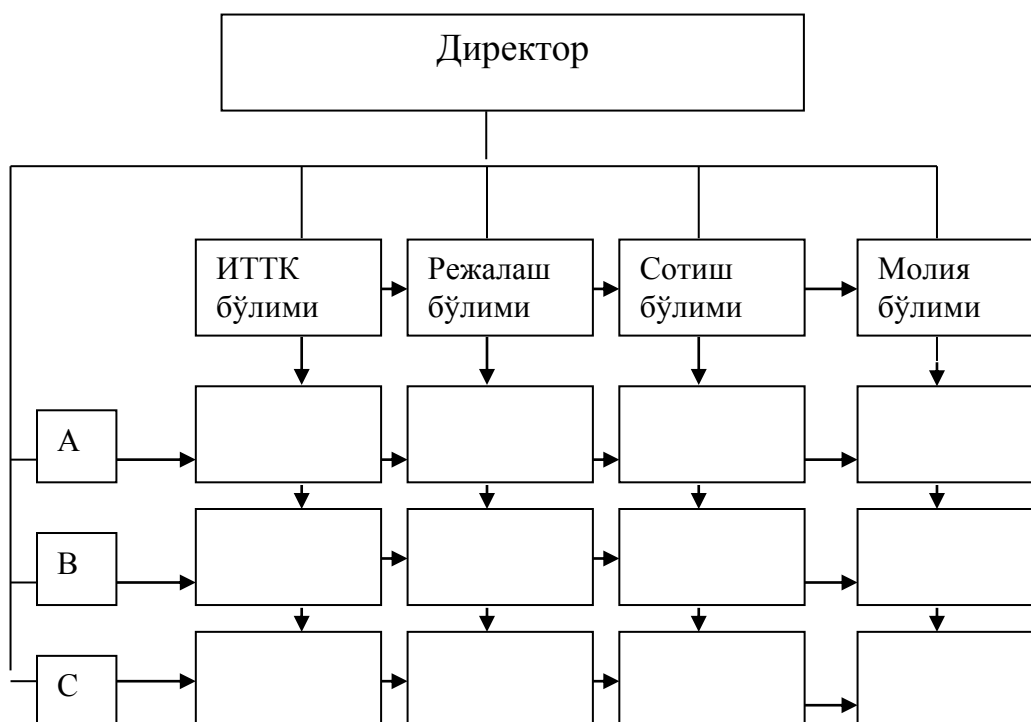 Директор
ИТТК
бўлими
Режалаш
бўлими
Сотиш
бўлими
Молия
бўлими
А
В
С